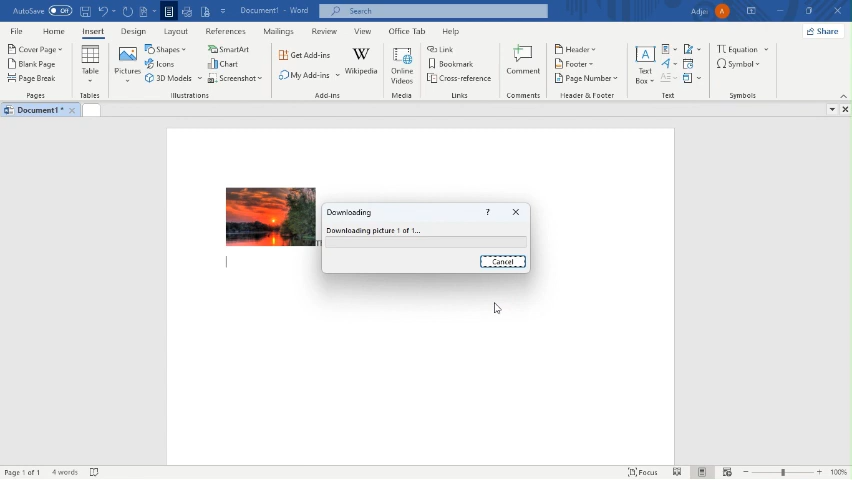 AutoSave Off Document1 - Word Search Adjei A
File Home Insert Design Layout References Mailings Review View Office Tab Help Share
Cover Page Shapes SmartArt Get Add-ins Link Header Equation
Blank Page Icons Chart Bookmark Footer Symbol
Page Break 3D Models Screenshot My Add-ins Cross-reference Page Number
Table Pictures Wikipedia Online Videos Comment Text Box
Pages Tables Illustrations Add-ins Media Links Comments Header & Footer Text Symbols
Document1 *
Downloading ?
Downloading picture 1 of 1...
Cancel
Page 1 of 1 4 words Focus 100%